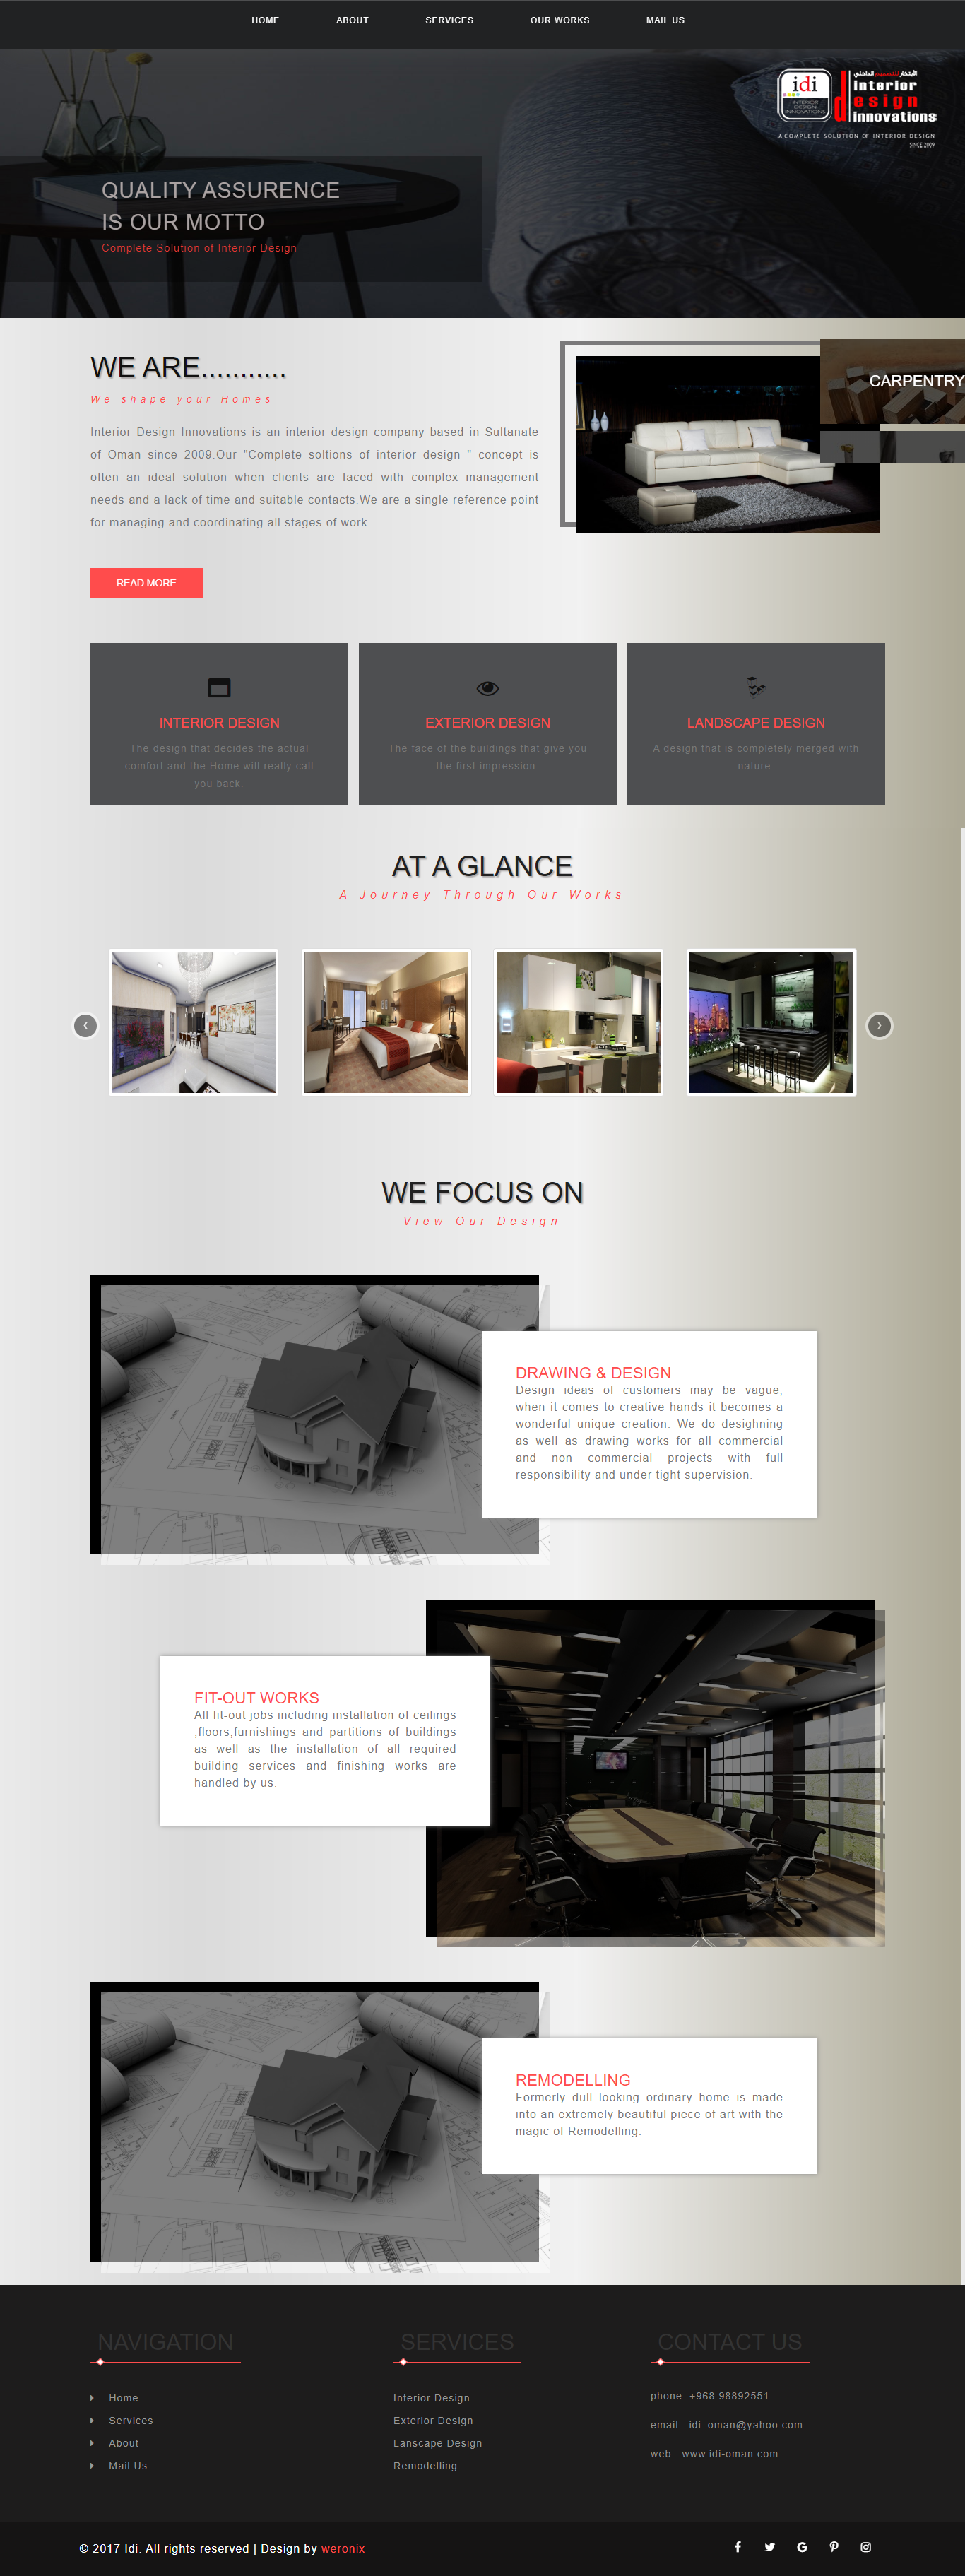 HOME ABOUT SERVICES OUR WORKS MAIL US
الابتكار للتصميم الداخلي
idi
INTERIOR
DESIGN
INNOVATIONS
interior
design
innovations
A COMPLETE SOLUTION OF INTERIOR DESIGN
SINCE 2009
QUALITY ASSURENCE
IS OUR MOTTO
Complete Solution of Interior Design
WE ARE...........
We shape your Homes
Interior Design Innovations is an interior design company based in Sultanate
of Oman since 2009.Our "Complete soltions of interior design " concept is
often an ideal solution when clients are faced with complex management
needs and a lack of time and suitable contacts.We are a single reference point
for managing and coordinating all stages of work.
READ MORE
CARPENTRY
INTERIOR DESIGN
The design that decides the actual
comfort and the Home will really call
you back.
EXTERIOR DESIGN
The face of the buildings that give you
the first impression.
LANDSCAPE DESIGN
A design that is completely merged with
nature.
AT A GLANCE
A Journey Through Our Works
WE FOCUS ON
View Our Design
DRAWING & DESIGN
Design ideas of customers may be vague,
when it comes to creative hands it becomes a
wonderful unique creation. We do desighning
as well as drawing works for all commercial
and non commercial projects with full
responsibility and under tight supervision.
FIT-OUT WORKS
All fit-out jobs including installation of ceilings
,floors,furnishings and partitions of buildings
as well as the installation of all required
building services and finishing works are
handled by us.
REMODELLING
Formerly dull looking ordinary home is made
into an extremely beautiful piece of art with the
magic of Remodelling.
NAVIGATION
Home
Services
About
Mail Us
SERVICES
Interior Design
Exterior Design
Lanscape Design
Remodelling
CONTACT US
phone :+968 98892551
email : idi_oman@yahoo.com
web : www.idi-oman.com
© 2017 Idi. All rights reserved | Design by weronix